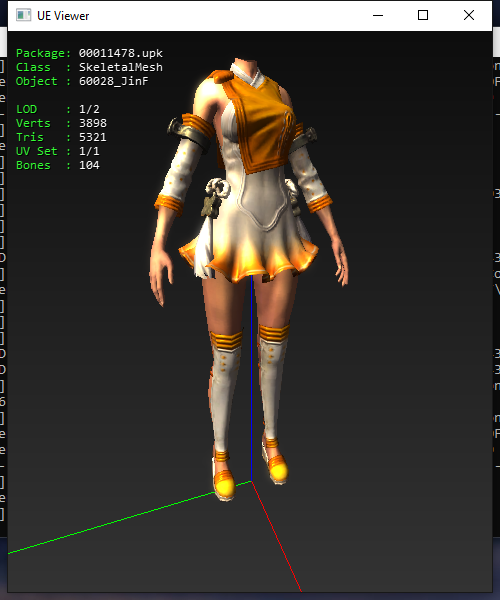 UE Viewer
Package: 00011478.upk
Class : SkeletalMesh
Object : 60028_JinF
LOD : 1/2
Verts : 3898
Tris : 5321
UV Set : 1/1
Bones : 104